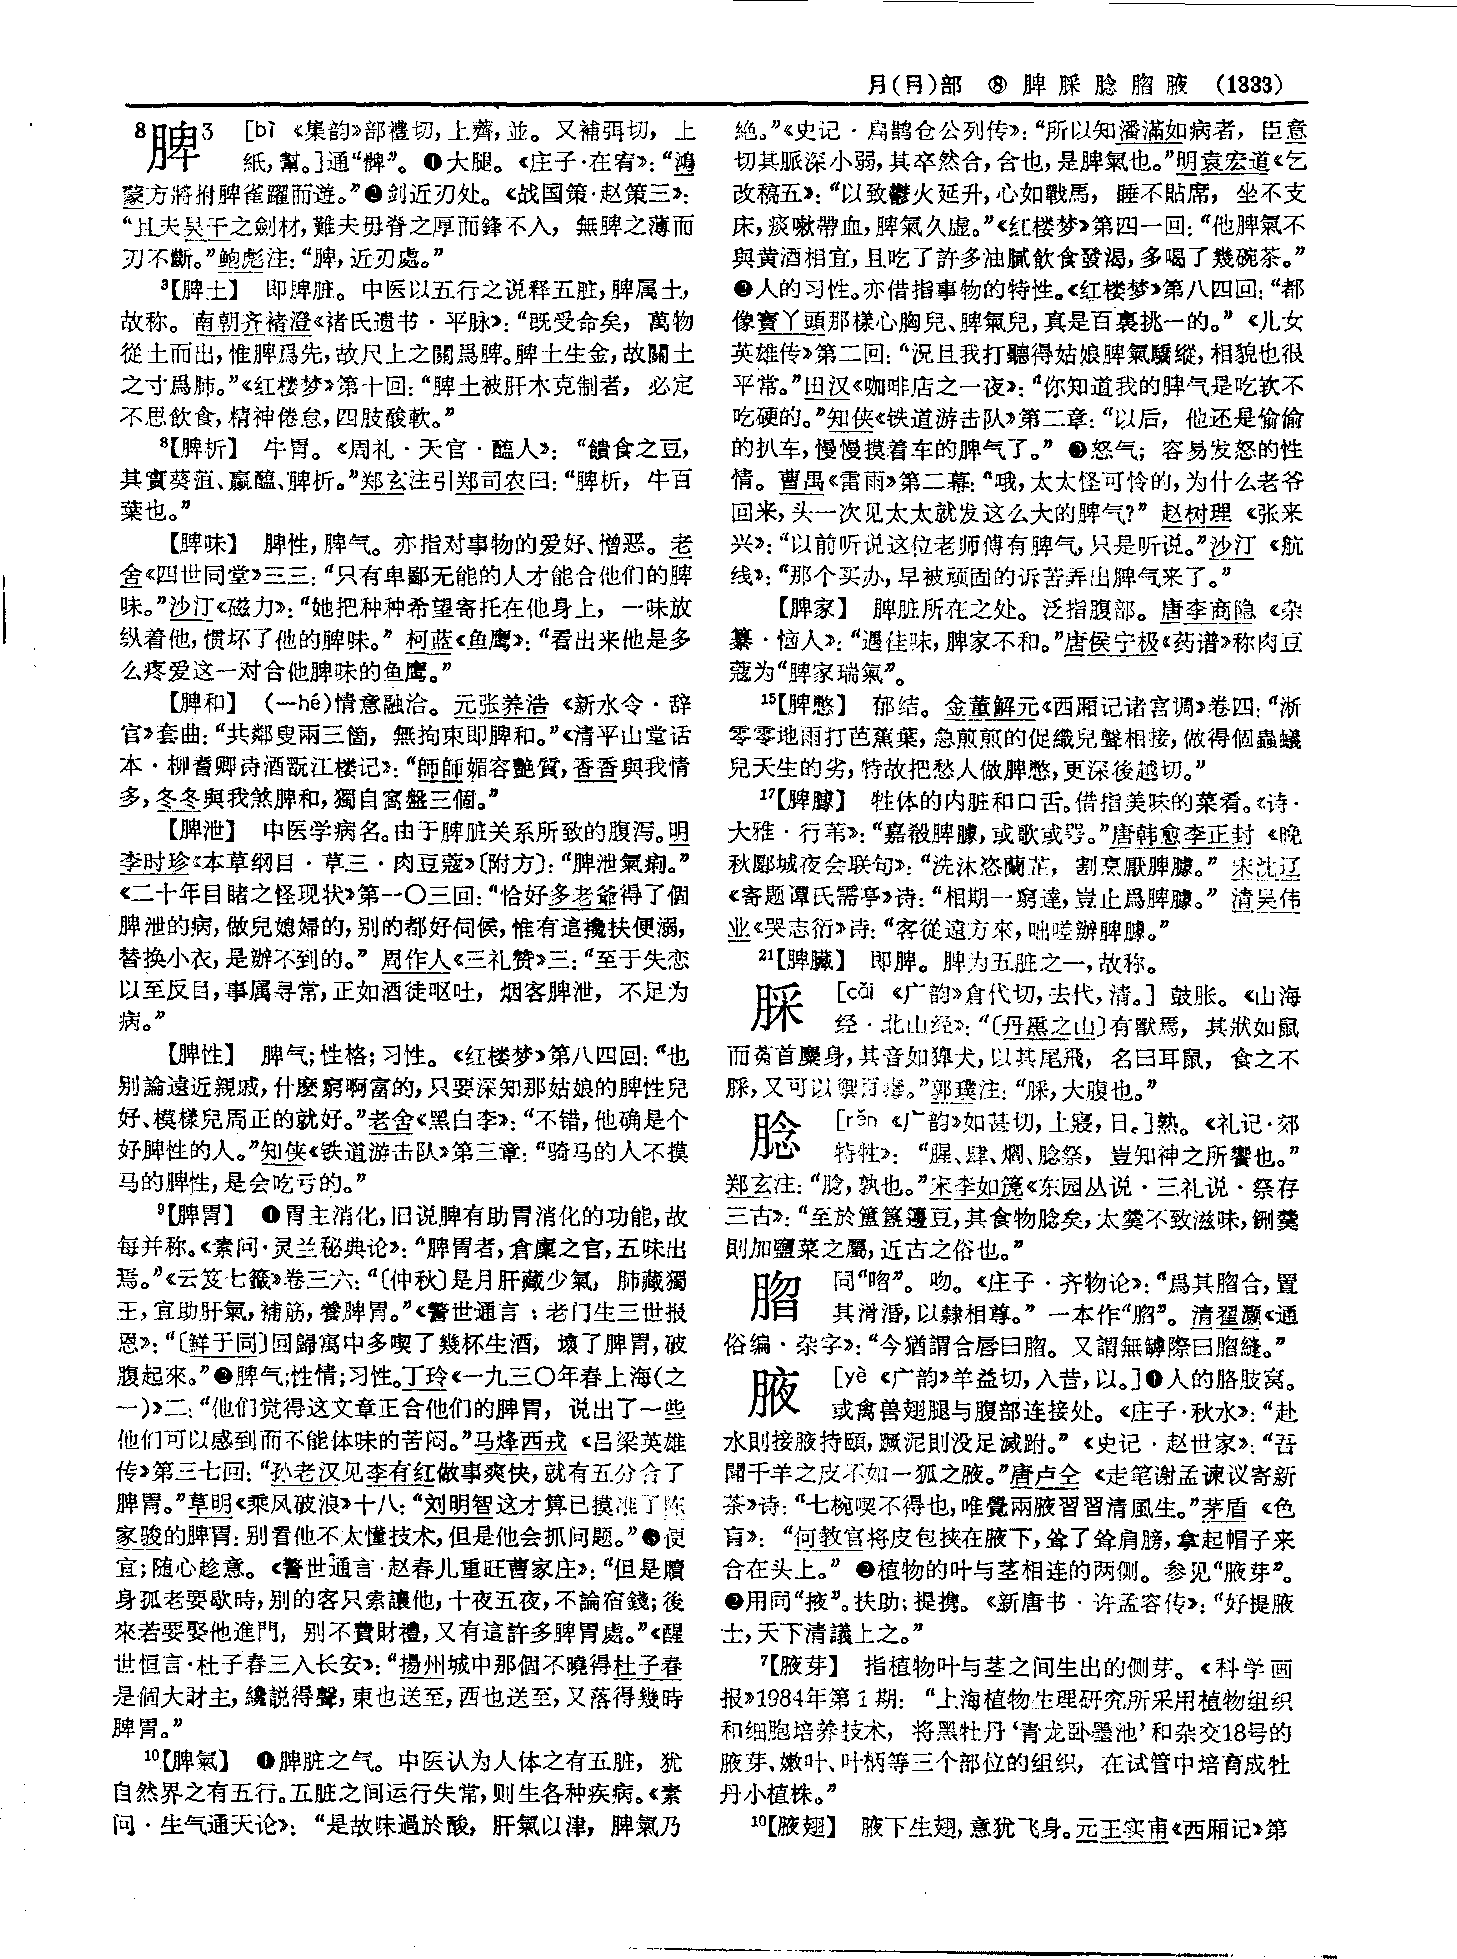 月(⺼)部 ⑧ 脾 䐆 腍 䐇 腋 (1333)
⁸脾³ [bì《集韵》部禮切,上薺,並。又補弭切,上
紙,幫。]通“髀”。❶大腿。《庄子·在宥》:“鴻
蒙方將拊脾雀躍而遊。”❷剑近刃处。《战国策·赵策三》:
“且夫吴干之劍材,難夫毋脊之厚而鋒不入,無脾之薄而
刃不斷。”鲍彪注:“脾,近刃處。”
³【脾土】 即脾脏。中医以五行之说释五脏,脾属土,
故称。南朝齐褚澄《褚氏遗书·平脉》:“既受命矣,萬物
從土而出,惟脾爲先,故尺上之關爲脾。脾土生金,故關土
之寸爲肺。”《红楼梦》第十回:“脾土被肝木克制者,必定
不思飲食,精神倦怠,四肢酸軟。”
⁸【脾析】 牛胃。《周礼·天官·醢人》:“饋食之豆,
其實葵菹、蠃醢、脾析。”郑玄注引郑司农曰:“脾析,牛百
葉也。”
【脾味】 脾性,脾气。亦指对事物的爱好、憎恶。老
舍《四世同堂》三三:“只有卑鄙无能的人才能合他们的脾
味。”沙汀《磁力》:“她把种种希望寄托在他身上,一味放
纵着他,惯坏了他的脾味。”柯蓝《鱼鹰》:“看出来他是多
么疼爱这一对合他脾味的鱼鹰。”
【脾和】 (—hé)情意融洽。元张养浩《新水令·辞
官》套曲:“共鄰叟兩三箇,無拘束即脾和。”《清平山堂话
本·柳耆卿诗酒翫江楼记》:“師師媚容艷質,香香與我情
多,冬冬與我煞脾和,獨自窩盤三個。”
【脾泄】 中医学病名。由于脾脏关系所致的腹泻。明
李时珍《本草纲目·草三·肉豆蔻》〔附方〕:“脾泄氣痢。”
《二十年目睹之怪现状》第一〇三回:“恰好多老爺得了個
脾泄的病,做兒媳婦的,别的都好伺候,惟有這攙扶便溺,
替换小衣,是辦不到的。”周作人《三礼赞》三:“至于失恋
以至反目,事属寻常,正如酒徒呕吐,烟客脾泄,不足为
病。”
【脾性】 脾气;性格;习性。《红楼梦》第八四回:“也
别論遠近親戚,什麽窮啊富的,只要深知那姑娘的脾性兒
好、模樣兒周正的就好。”老舍《黑白李》:“不错,他确是个
好脾性的人。”知侠《铁道游击队》第三章:“骑马的人不摸
马的脾性,是会吃亏的。”
⁹【脾胃】 ❶胃主消化,旧说脾有助胃消化的功能,故
每并称。《素问·灵兰秘典论》:“脾胃者,倉廩之官,五味出
焉。”《云笈七籤》卷三六:“〔仲秋〕是月肝藏少氣,肺藏獨
王,宜助肝氣,補筋,養脾胃。”《警世通言·老门生三世报
恩》:“〔鮮于同〕回歸寓中多喫了幾杯生酒,壞了脾胃,破
腹起來。”❷脾气;性情;习性。丁玲《一九三〇年春上海(之
一)》二:“他们觉得这文章正合他们的脾胃,说出了一些
他们可以感到而不能体味的苦闷。”马烽西戎《吕梁英雄
传》第三七回:“孙老汉见李有红做事爽快,就有五分合了
脾胃。”草明《乘风破浪》十八:“刘明智这才算已摸准了陈
家骏的脾胃:别看他不太懂技术,但是他会抓问题。”❸便
宜;随心趁意。《警世通言·赵春儿重旺曹家庄》:“但是贖
身孤老要歇時,别的客只索讓他,十夜五夜,不論宿錢;後
來若要娶他進門,别不費財禮,又有這許多脾胃處。”《醒
世恒言·杜子春三入长安》:“揚州城中那個不曉得杜子春
是個大財主,纔説得聲,東也送至,西也送至,又落得幾時
脾胃。”
¹⁰【脾氣】 ❶脾脏之气。中医认为人体之有五脏,犹
自然界之有五行。五脏之间运行失常,则生各种疾病。《素
问·生气通天论》:“是故味過於酸,肝氣以津,脾氣乃
絶。”《史记·扁鹊仓公列传》:“所以知潘滿如病者,臣意
切其脈深小弱,其卒然合,合也,是脾氣也。”明袁宏道《乞
改稿五》:“以致鬱火延升,心如戰馬,睡不貼席,坐不支
床,痰嗽帶血,脾氣久虚。”《红楼梦》第四一回:“他脾氣不
與黄酒相宜,且吃了許多油膩飲食發渴,多喝了幾碗茶。”
❷人的习性。亦借指事物的特性。《红楼梦》第八四回:“都
像寶丫頭那樣心胸兒、脾氣兒,真是百裏挑一的。”《儿女
英雄传》第二回:“況且我打聽得姑娘脾氣驕縱,相貌也很
平常。”田汉《咖啡店之一夜》:“你知道我的脾气是吃软不
吃硬的。”知侠《铁道游击队》第二章:“以后,他还是偷偷
的扒车,慢慢摸着车的脾气了。”❸怒气;容易发怒的性
情。曹禺《雷雨》第二幕:“哦,太太怪可怜的,为什么老爷
回来,头一次见太太就发这么大的脾气?”赵树理《张来
兴》:“以前听说这位老师傅有脾气,只是听说。”沙汀《航
线》:“那个买办,早被顽固的诉苦弄出脾气来了。”
【脾家】 脾脏所在之处。泛指腹部。唐李商隐《杂
纂·恼人》:“遇佳味,脾家不和。”唐侯宁极《药谱》称肉豆
蔻为“脾家瑞氣”。
¹⁵【脾憋】 郁结。金董解元《西厢记诸宫调》卷四:“淅
零零地雨打芭蕉葉,急煎煎的促織兒聲相接,做得個蟲蟻
兒天生的劣,特故把愁人做脾憋,更深後越切。”
¹⁷【脾臄】 牲体的内脏和口舌。借指美味的菜肴。《诗·
大雅·行苇》:“嘉殽脾臄,或歌或咢。”唐韩愈李正封《晚
秋郾城夜会联句》:“洗沐恣蘭芷,割烹厭脾臄。”宋沈辽
《寄题谭氏需亭》诗:“相期一窮達,豈止爲脾臄。”清吴伟
业《哭志衍》诗:“客從遠方來,咄嗟辦脾臄。”
²¹【脾臟】 即脾。脾为五脏之一,故称。
䐆 [cǎi《广韵》倉代切,去代,清。]鼓胀。《山海
经·北山经》:“〔丹熏之山〕有獸焉,其狀如鼠
而菟首麋身,其音如獆犬,以其尾飛,名曰耳鼠,食之不
䐆,又可以禦百毒。”郭璞注:“䐆,大腹也。”
腍 [rěn《广韵》如甚切,上寢,日。]熟。《礼记·郊
特牲》:“腥、肆、爓、腍祭,豈知神之所饗也。”
郑玄注:“腍,孰也。”宋李如篪《东园丛说·三礼说·祭存
三古》:“至於簠簋籩豆,其食物腍矣,太羹不致滋味,鉶羹
則加鹽菜之屬,近古之俗也。”
䐇 同“㗃”。吻。《庄子·齐物论》:“爲其䐇合,置
其滑涽,以隸相尊。”一本作“䐇”。清翟灏《通
俗编·杂字》:“今猶謂合唇曰䐇。又謂無罅際曰䐇縫。”
腋 [yè《广韵》羊益切,入昔,以。]❶人的胳肢窝。
或禽兽翅腿与腹部连接处。《庄子·秋水》:“赴
水則接腋持頤,蹶泥則没足滅跗。”《史记·赵世家》:“吾
聞千羊之皮不如一狐之腋。”唐卢仝《走笔谢孟谏议寄新
茶》诗:“七椀喫不得也,唯覺兩腋習習清風生。”茅盾《色
盲》:“何教官将皮包挟在腋下,耸了耸肩膀,拿起帽子来
合在头上。”❷植物的叶与茎相连的两侧。参见“腋芽”。
❸用同“掖”。扶助;提携。《新唐书·许孟容传》:“好提腋
士,天下清議上之。”
⁷【腋芽】 指植物叶与茎之间生出的侧芽。《科学画
报》1984年第1期:“上海植物生理研究所采用植物组织
和细胞培养技术,将黑牡丹‘青龙卧墨池’和杂交18号的
腋芽、嫩叶、叶柄等三个部位的组织,在试管中培育成牡
丹小植株。”
¹⁰【腋翅】 腋下生翅,意犹飞身。元王实甫《西厢记》第